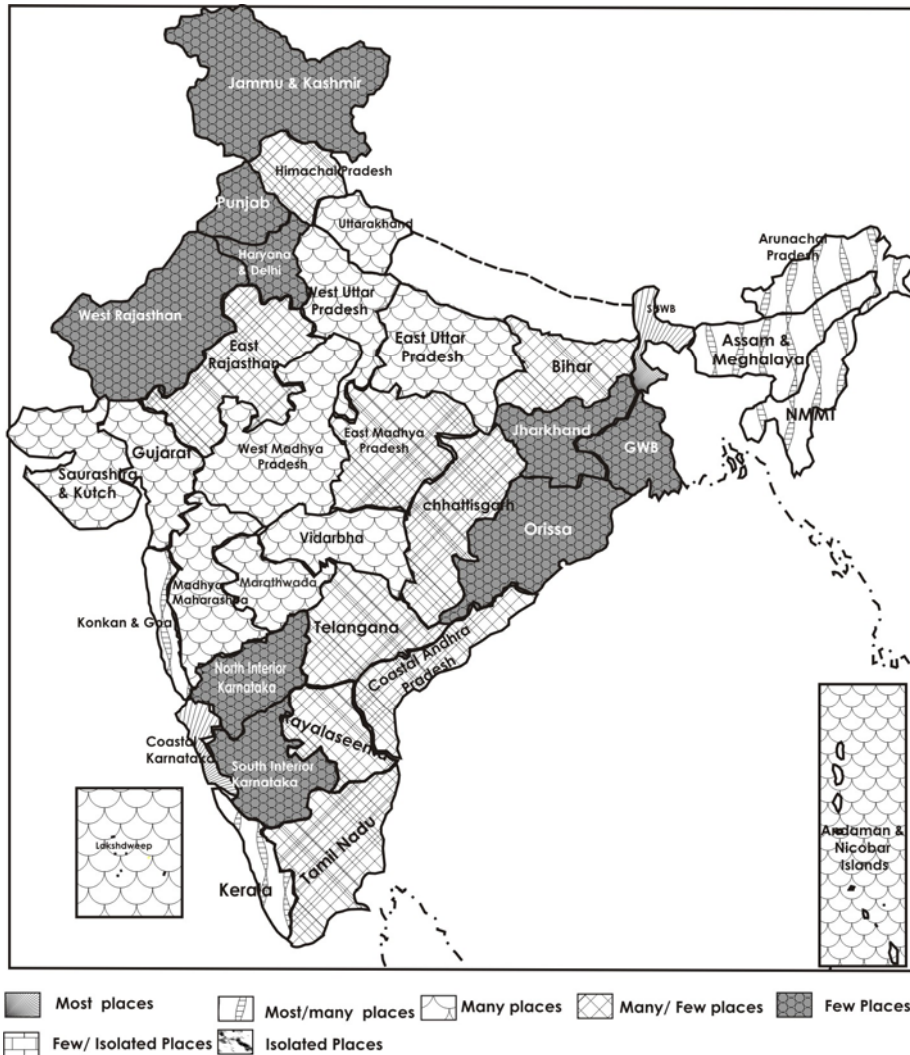 Jammu & Kashmir
Himachal Pradesh
Punjab
Uttarakhand
Haryana
& Delhi
Arunachal
Pradesh
West Rajasthan
West Uttar
Pradesh
East
Rajasthan
East Uttar
Pradesh
SHWB
Assam &
Meghalaya
Bihar
NMMT
Gujarat
Saurashtra
& Kutch
West Madhya
Pradesh
East Madhya
Pradesh
Jharkhand
GWB
chhattisgarh
Orissa
Vidarbha
Madhya
Maharashtra
Marathwada
Konkan & Goa
Telangana
Coastal Andhra
Pradesh
North Interior
Karnataka
Rayalaseema
Coastal
Karnataka
South Interior
Karnataka
Lakshdweep
Tamil Nadu
Kerala
Andaman &
Nicobar
Islands
Most places
Most/many places
Many places
Many/ Few places
Few Places
Few/ Isolated Places
Isolated Places